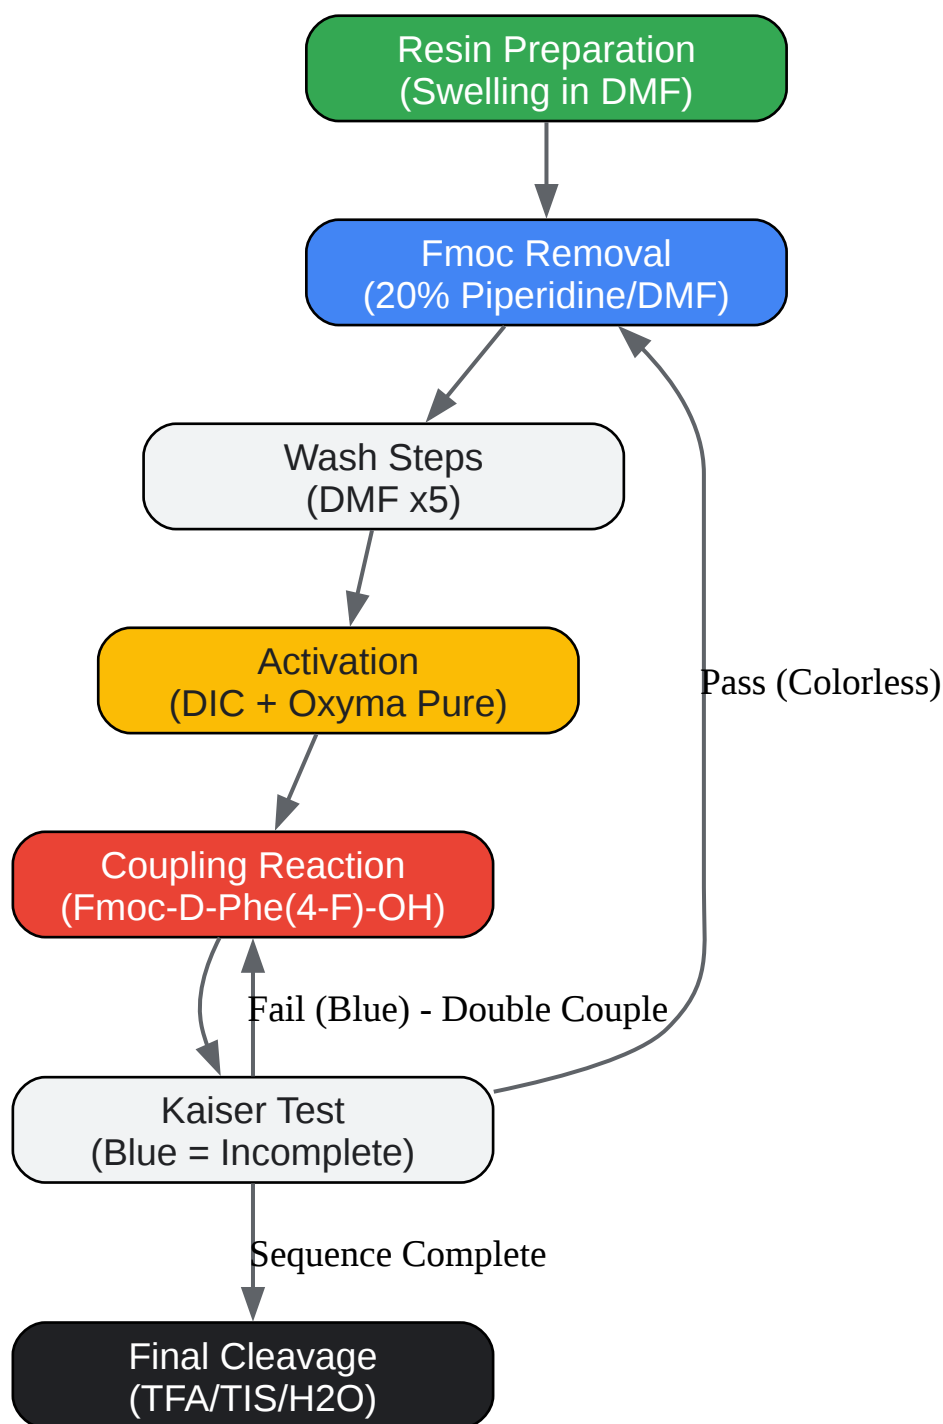 Resin Preparation
(Swelling in DMF)
Fmoc Removal
(20% Piperidine/DMF)
Wash Steps
(DMF x5)
Activation
(DIC + Oxyma Pure)
Pass (Colorless)
Coupling Reaction
(Fmoc-D-Phe(4-F)-OH)
Fail (Blue) - Double Couple
Kaiser Test
(Blue = Incomplete)
Sequence Complete
Final Cleavage
(TFA/TIS/H2O)